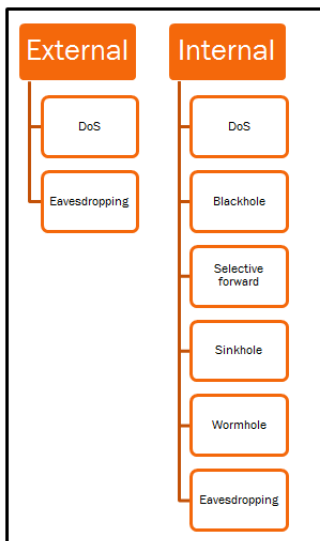 External
DoS
Eavesdropping
Internal
DoS
Blackhole
Selective
forward
Sinkhole
Wormhole
Eavesdropping